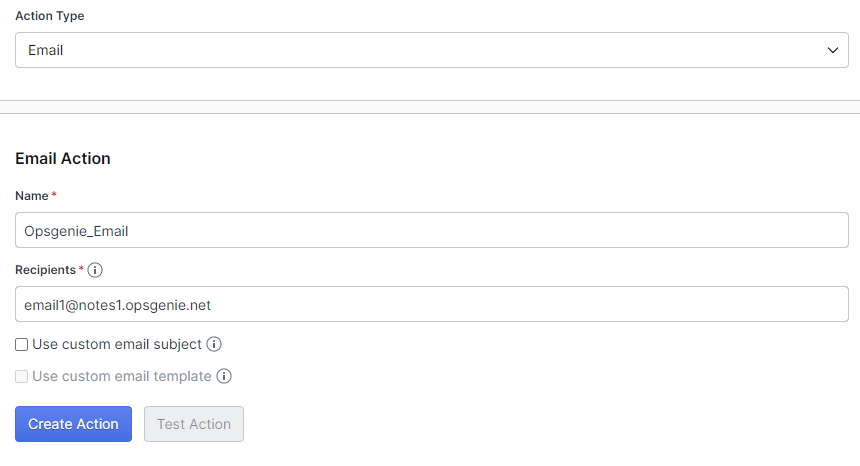 Action Type
Email
Email Action
Name *
Opsgenie_Email
Recipients *
email1@notes1.opsgenie.net
Use custom email subject
Use custom email template
Create Action Test Action